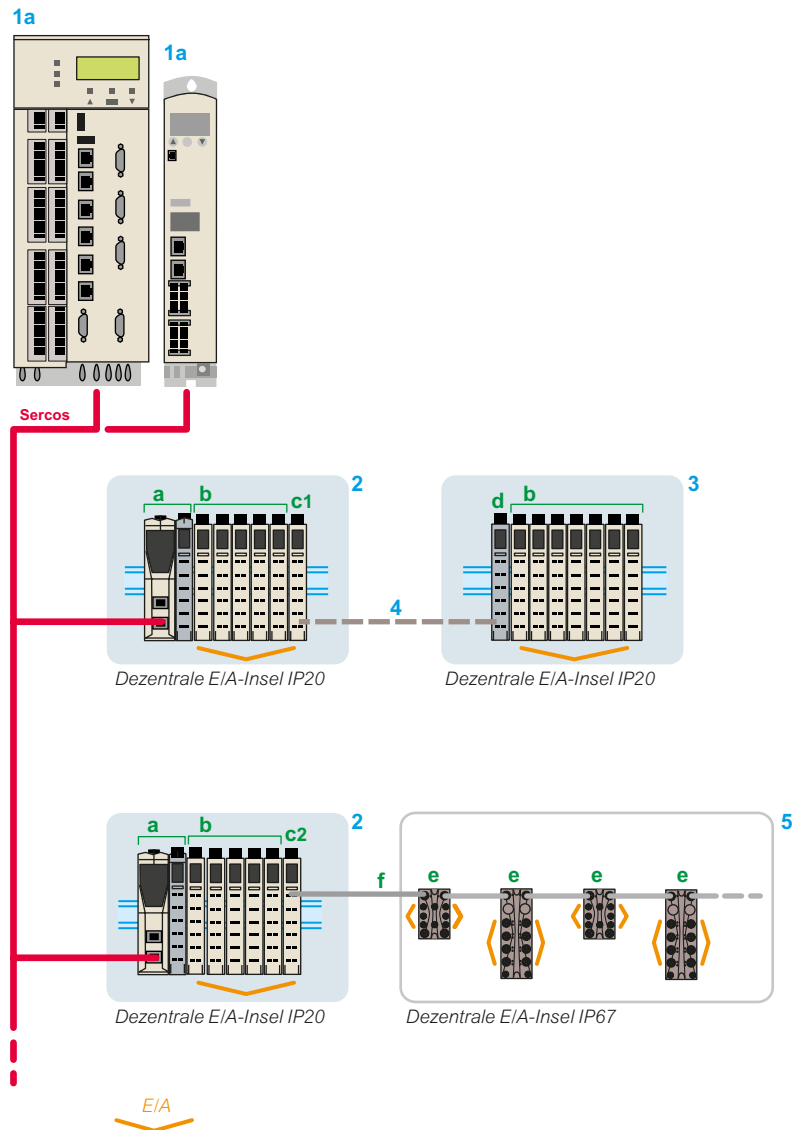 1a
1a
Sercos
a b c1 2
d b 3
4
Dezentrale E/A-Insel IP20
Dezentrale E/A-Insel IP20
a b c2 2
5
f e e e e
Dezentrale E/A-Insel IP20
Dezentrale E/A-Insel IP67
E/A